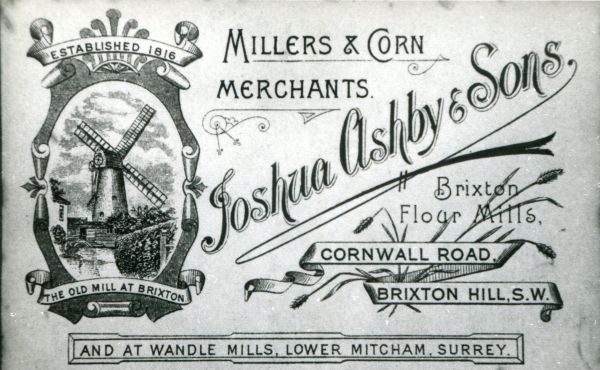 ESTABLISHED 1816
MILLERS & CORN
MERCHANTS.
Joshua Ashby & Sons,
Brixton
Flour Mills,
CORNWALL ROAD,
BRIXTON HILL, S.W.
THE OLD MILL AT BRIXTON
AND AT WANDLE MILLS, LOWER MITCHAM, SURREY.